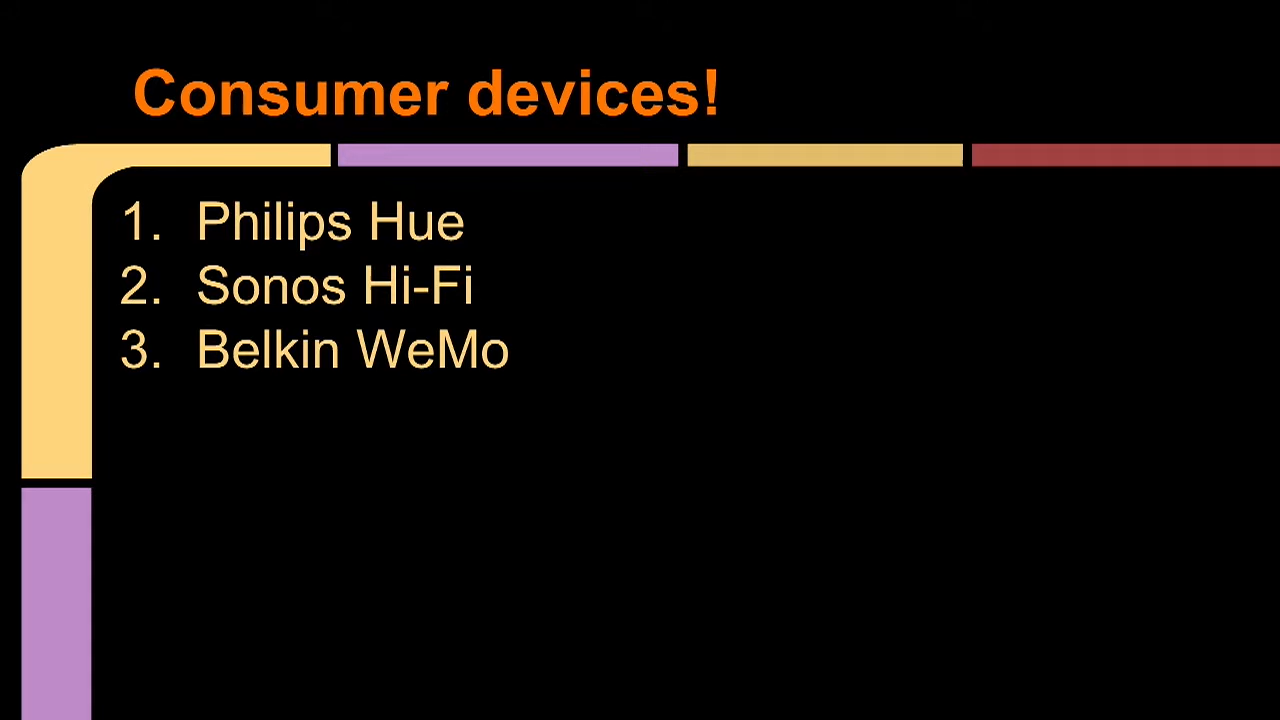 Consumer devices!
1. Philips Hue
2. Sonos Hi-Fi
3. Belkin WeMo